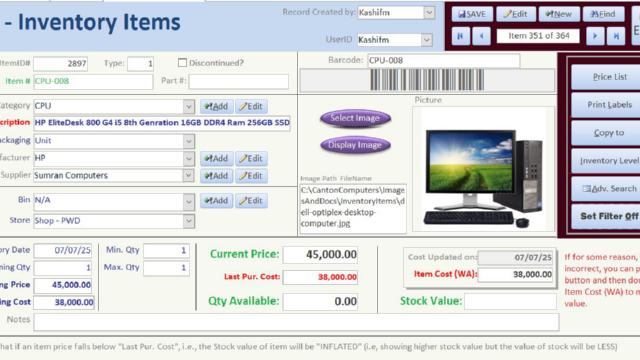 - Inventory Items
Record Created by: Kashifm
UserID Kashifm
SAVE Edit New Find
Item 351 of 364
ItemID# 2897 Type: 1 Discontinued?
Barcode: CPU-008
Item # CPU-008 Part #:
Price List
Category CPU Add Edit
Picture
Print Labels
cription HP EliteDesk 800 G4 i5 8th Genration 16GB DDR4 Ram 256GB SSD
Select Image
Copy to
ackaging Unit
Display Image
facturer HP Add Edit
Inventory Level
Supplier Sumran Computers Add Edit
Image Path FileName
Adv. Search
Bin N/A Add Edit
C:\CantonComputers\Image
sAndDocs\InventoryItems\d
ell-optiplex-desktop-
computer.jpg
Set Filter Off
Store Shop - PWD
ory Date 07/07/25 Min. Qty 1
Current Price: 45,000.00
Cost Updated on: 07/07/25
If for some reason,
ning Qty 1 Max. Qty 1
incorrect, you can p
Last Pur. Cost: 38,000.00
Item Cost (WA): 38,000.00
button and then dou
ng Price 45,000.00
Item Cost (WA) to m
ing Cost 38,000.00
Qty Available: 0.00
Stock Value:
value.
Notes
hat if an item price falls below "Last Pur. Cost", i.e., the Stock value of item will be "INFLATED" (i.e, showing higher stock value but the value of stock will be LESS)